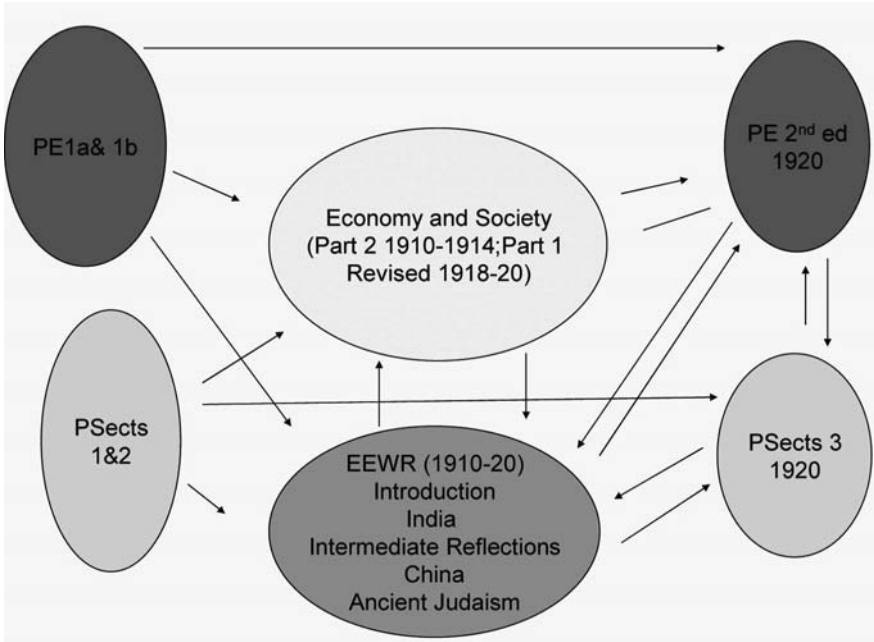 PE1a& 1b
PE 2nd ed
1920
Economy and Society
(Part 2 1910-1914;Part 1
Revised 1918-20)
PSects
1&2
EEWR (1910-20)
Introduction
India
Intermediate Reflections
China
Ancient Judaism
PSects 3
1920